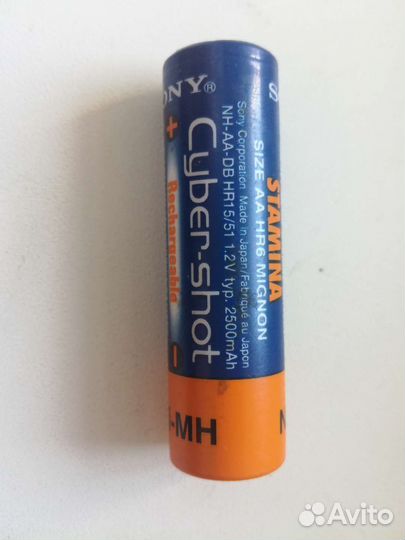 ONY®
Cyber-shot
+ Rechargeable -
STAMINA
SIZE AA HR6 MIGNON
Sony Corporation Made in Japan/Fabriqué au Japon
NH-AA-DB HR15/51 1.2V typ. 2500mAh
-MH
N
Avito